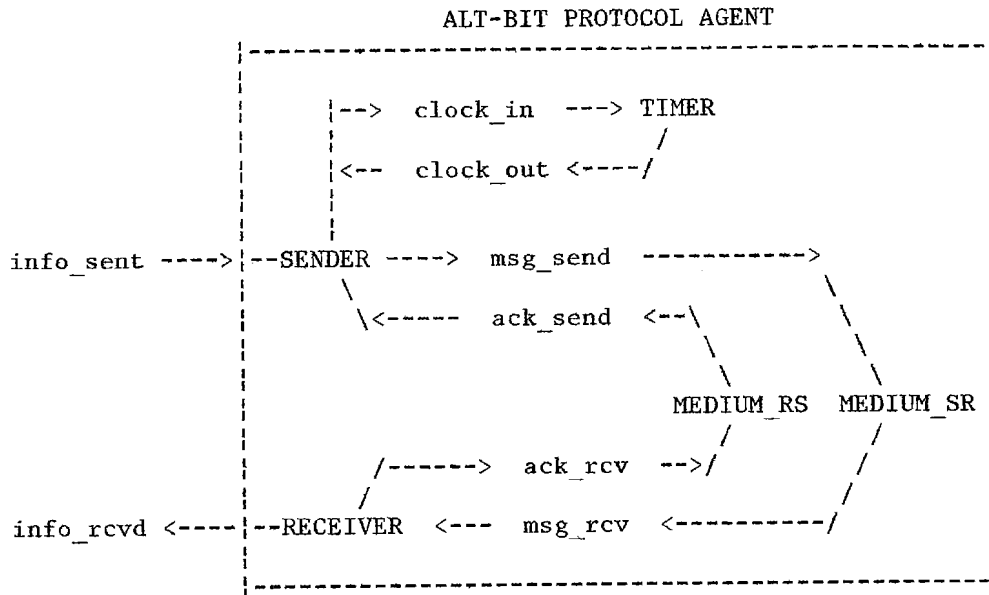 ALT-BIT PROTOCOL AGENT
|--> clock_in ---> TIMER
|<-- clock_out <----/
info_sent ----> |--SENDER ----> msg_send ----------->
\<----- ack_send <--\
MEDIUM_RS MEDIUM_SR
/------> ack_rcv -->/
info_rcvd <---- --RECEIVER <--- msg_rcv <----------/